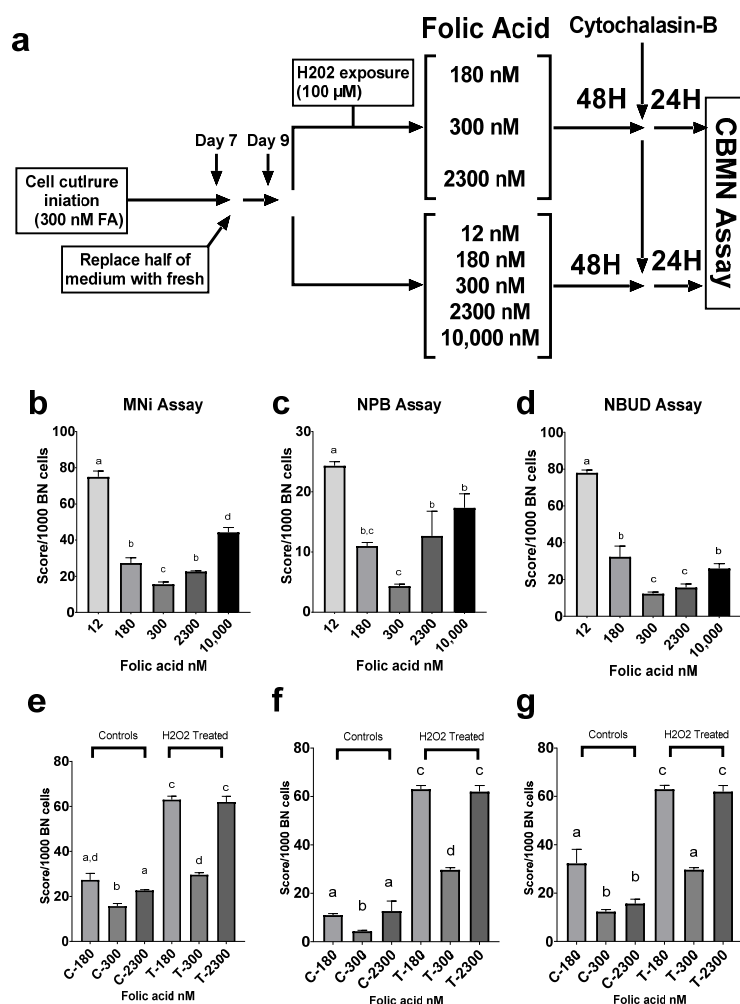 a
Folic Acid
Cytochalasin-B
H202 exposure
(100 µM)
180 nM
300 nM
2300 nM
48H
24H
Day 7
Day 9
Cell cutlrure
iniation
(300 nM FA)
Replace half of
medium with fresh
12 nM
180 nM
300 nM
2300 nM
10,000 nM
48H
24H
CBMN Assay
b
MNi Assay
Score/1000 BN cells
100
80
60
40
20
0
a
b
c
b
d
12
180
300
2300
10,000
Folic acid nM
c
NPB Assay
Score/1000 BN cells
30
20
10
0
a
b,c
c
b
b
12
180
300
2300
10,000
Folic acid nM
d
NBUD Assay
Score/1000 BN cells
80
60
40
20
0
a
b
c
c
b
12
180
300
2300
10,000
Folic acid nM
e
Controls
H2O2 Treated
Score/1000 BN cells
80
60
40
20
0
a,d
b
a
c
d
c
C-180
C-300
C-2300
T-180
T-300
T-2300
Folic acid nM
f
Controls
H2O2 Treated
Score/1000 BN cells
80
60
40
20
0
a
b
a
c
d
c
C-180
C-300
C-2300
T-180
T-300
T-2300
Folic acid nM
g
Controls
H2O2 Treated
Score/1000 BN cells
80
60
40
20
0
a
b
b
c
a
c
C-180
C-300
C-2300
T-180
T-300
T-2300
Folic acid nM